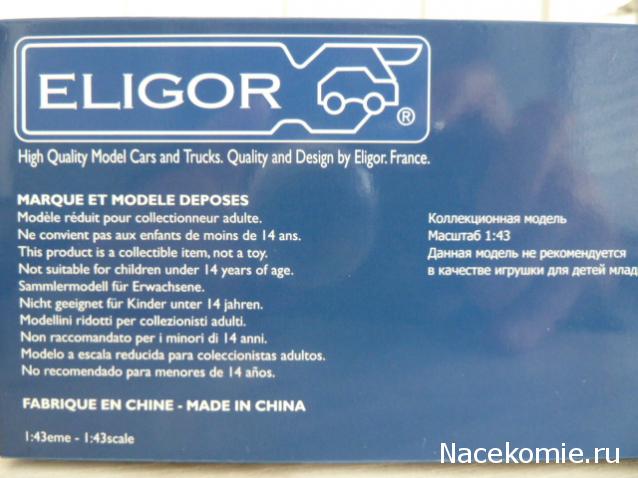 ELIGOR
®
High Quality Model Cars and Trucks. Quality and Design by Eligor. France.
MARQUE ET MODELE DEPOSES
Modèle réduit pour collectionneur adulte.
Ne convient pas aux enfants de moins de 14 ans.
This product is a collectible item, not a toy.
Not suitable for children under 14 years of age.
Sammlermodell für Erwachsene.
Nicht geeignet für Kinder unter 14 jahren.
Modellini ridotti per collezionisti adulti.
Non raccomandato per i minori di 14 anni.
Modelo a escala reducida para coleccionistas adultos.
No recomendado para menores de 14 años.
Коллекционная модель
Масштаб 1:43
Данная модель не рекомендуется
в качестве игрушки для детей млад
FABRIQUE EN CHINE - MADE IN CHINA
1:43eme - 1:43scale
Nacekomie.ru